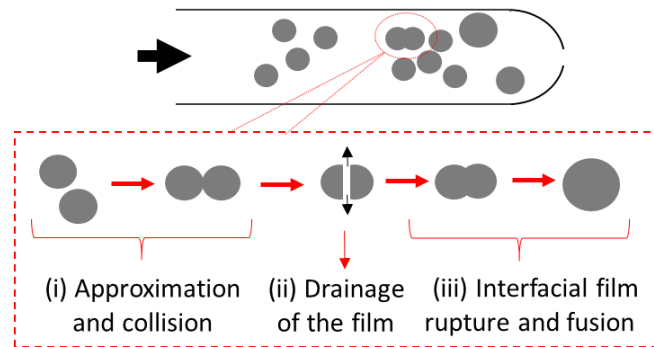 (i) Approximation
and collision
(ii) Drainage
of the film
(iii) Interfacial film
rupture and fusion